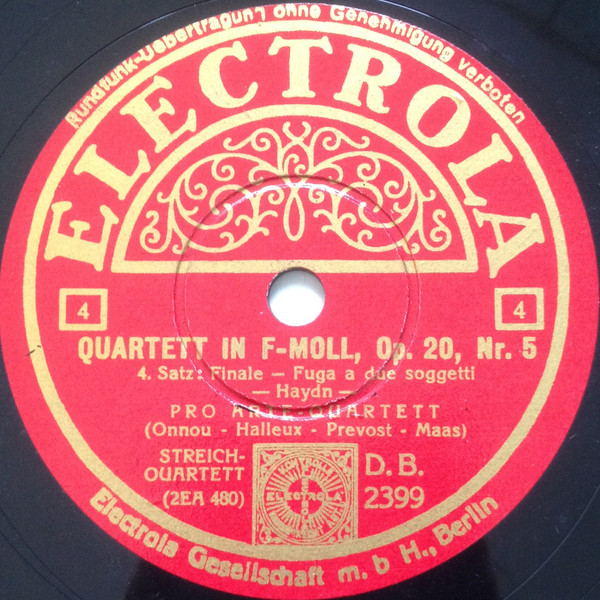 Rundfunk-Uebertragung ohne Genehmigung verboten
ELECTROLA
4 4
QUARTETT IN F-MOLL, Op. 20, Nr. 5
4. Satz: Finale — Fuga a due soggetti
— Haydn —
PRO ARTE-QUARTETT
(Onnou - Halleux - Prevost - Maas)
STREICH-
QUARTETT
(2EA 480)
ELECTROLA
D. B.
2399
Electrola Gesellschaft m. b H., Berlin